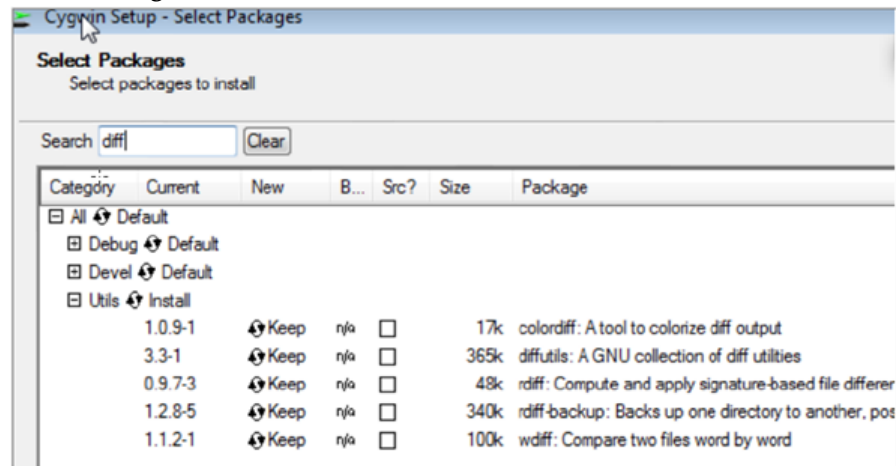 Cygwin Setup - Select Packages
Select Packages
Select packages to install
Search diff Clear
Category Current New B... Src? Size Package
All Default
Debug Default
Devel Default
Utils Install
1.0.9-1 Keep n/a 17k colordiff: A tool to colorize diff output
3.3-1 Keep n/a 365k diffutils: A GNU collection of diff utilities
0.9.7-3 Keep n/a 48k rdiff: Compute and apply signature-based file differen
1.2.8-5 Keep n/a 340k rdiff-backup: Backs up one directory to another, pos
1.1.2-1 Keep n/a 100k wdiff: Compare two files word by word